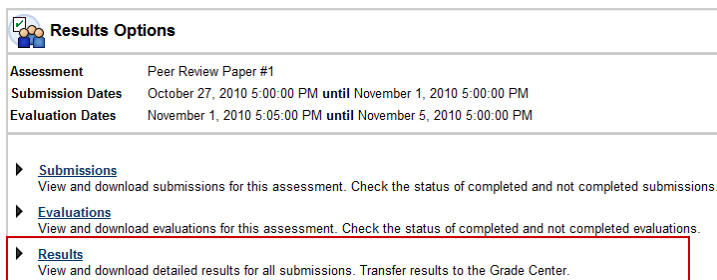 Results Options
Assessment Peer Review Paper #1
Submission Dates October 27, 2010 5:00:00 PM until November 1, 2010 5:00:00 PM
Evaluation Dates November 1, 2010 5:05:00 PM until November 5, 2010 5:00:00 PM
Submissions
View and download submissions for this assessment. Check the status of completed and not completed submissions.
Evaluations
View and download evaluations for this assessment. Check the status of completed and not completed evaluations.
Results
View and download detailed results for all submissions. Transfer results to the Grade Center.